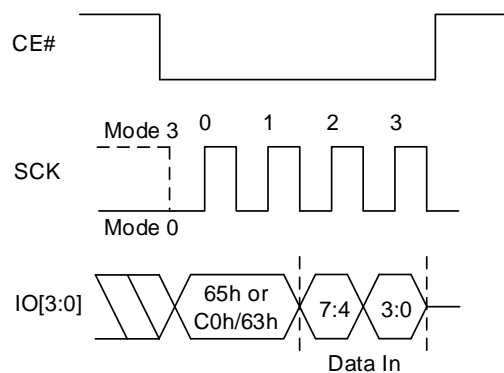 CE#
Mode 3 0 1 2 3
SCK
Mode 0
IO[3:0] 65h or C0h/63h 7:4 3:0
Data In